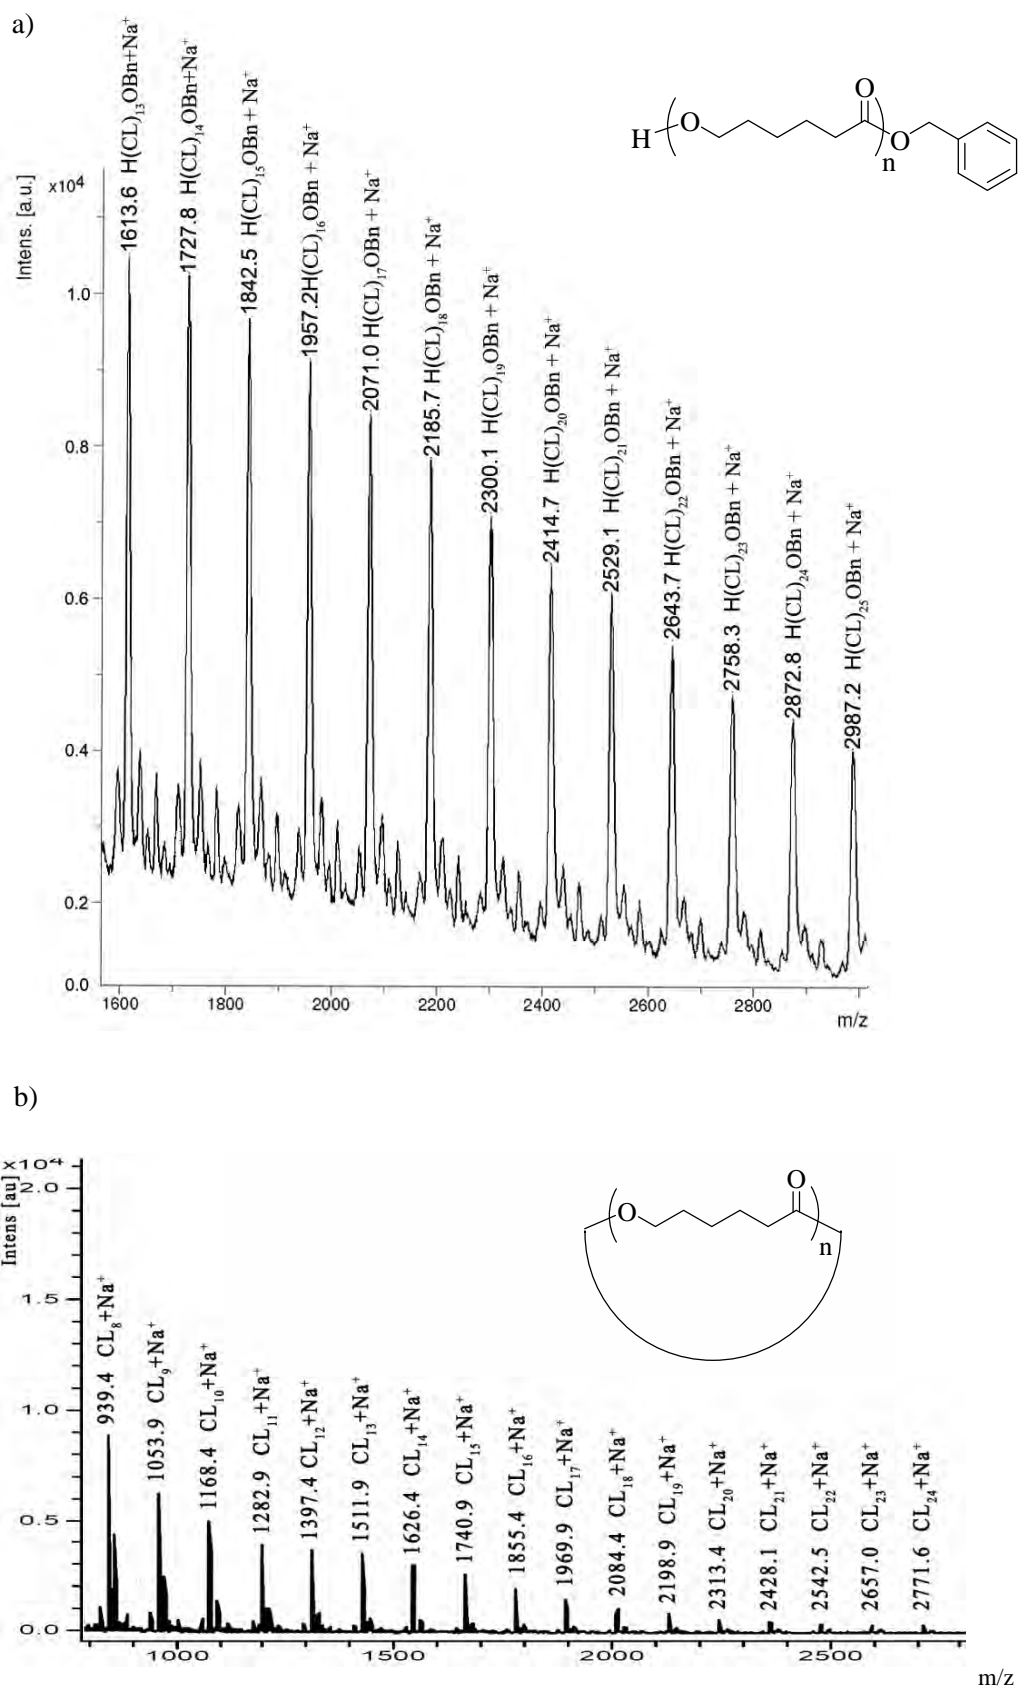 a)
Intens. [a.u.]
x10⁴
1.0
0.8
0.6
0.4
0.2
0.0
1613.6 H(CL)₁₃OBn+Na⁺
1727.8 H(CL)₁₄OBn+Na⁺
1842.5 H(CL)₁₅OBn + Na⁺
1957.2H(CL)₁₆OBn + Na⁺
2071.0 H(CL)₁₇OBn + Na⁺
2185.7 H(CL)₁₈OBn + Na⁺
2300.1 H(CL)₁₉OBn + Na⁺
2414.7 H(CL)₂₀OBn + Na⁺
2529.1 H(CL)₂₁OBn + Na⁺
2643.7 H(CL)₂₂OBn + Na⁺
2758.3 H(CL)₂₃OBn + Na⁺
2872.8 H(CL)₂₄OBn + Na⁺
2987.2 H(CL)₂₅OBn + Na⁺
O
H O O
n
1600 1800 2000 2200 2400 2600 2800
m/z
b)
Intens [au]
x10⁴
2.0
1.5
1.0
0.5
0.0
939.4 CL₈+Na⁺
1053.9 CL₉+Na⁺
1168.4 CL₁₀+Na⁺
1282.9 CL₁₁+Na⁺
1397.4 CL₁₂+Na⁺
1511.9 CL₁₃+Na⁺
1626.4 CL₁₄+Na⁺
1740.9 CL₁₅+Na⁺
1855.4 CL₁₆+Na⁺
1969.9 CL₁₇+Na⁺
2084.4 CL₁₈+Na⁺
2198.9 CL₁₉+Na⁺
2313.4 CL₂₀+Na⁺
2428.1 CL₂₁+Na⁺
2542.5 CL₂₂+Na⁺
2657.0 CL₂₃+Na⁺
2771.6 CL₂₄+Na⁺
O
O
n
1000 1500 2000 2500
m/z